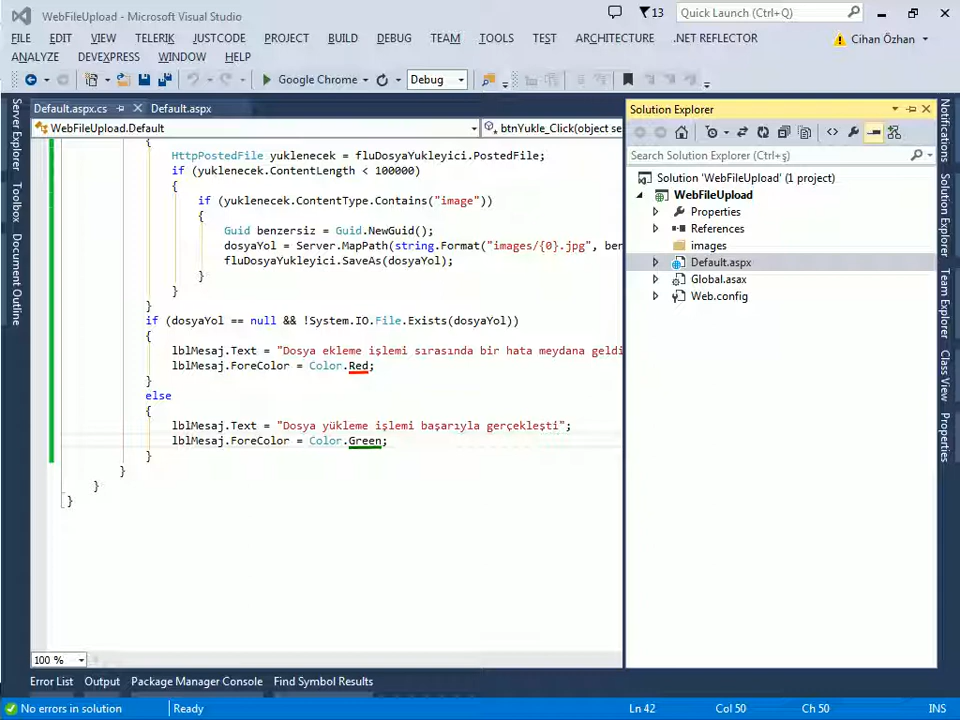 WebFileUpload - Microsoft Visual Studio
13
Quick Launch (Ctrl+Q)
FILE EDIT VIEW TELERIK JUSTCODE PROJECT BUILD DEBUG TEAM TOOLS TEST ARCHITECTURE .NET REFLECTOR
Cihan Özhan
ANALYZE DEVEXPRESS WINDOW HELP
Google Chrome
Debug
Default.aspx.cs
Default.aspx
WebFileUpload.Default
btnYukle_Click(object se
{
HttpPostedFile yuklenecek = fluDosyaYukleyici.PostedFile;
if (yuklenecek.ContentLength < 100000)
{
if (yuklenecek.ContentType.Contains("image"))
{
Guid benzersiz = Guid.NewGuid();
dosyaYol = Server.MapPath(string.Format("images/{0}.jpg", ben
fluDosyaYukleyici.SaveAs(dosyaYol);
}
}
}
if (dosyaYol == null && !System.IO.File.Exists(dosyaYol))
{
lblMesaj.Text = "Dosya ekleme işlemi sırasında bir hata meydana geldi
lblMesaj.ForeColor = Color.Red;
}
else
{
lblMesaj.Text = "Dosya yükleme işlemi başarıyla gerçekleşti";
lblMesaj.ForeColor = Color.Green;
}
}
}
}
100 %
Server Explorer
Toolbox
Document Outline
Solution Explorer
Search Solution Explorer (Ctrl+ş)
Solution 'WebFileUpload' (1 project)
WebFileUpload
Properties
References
images
Default.aspx
Global.asax
Web.config
Notifications
Solution Explorer
Team Explorer
Class View
Properties
Error List Output Package Manager Console Find Symbol Results
No errors in solution
Ready
Ln 42
Col 50
Ch 50
INS